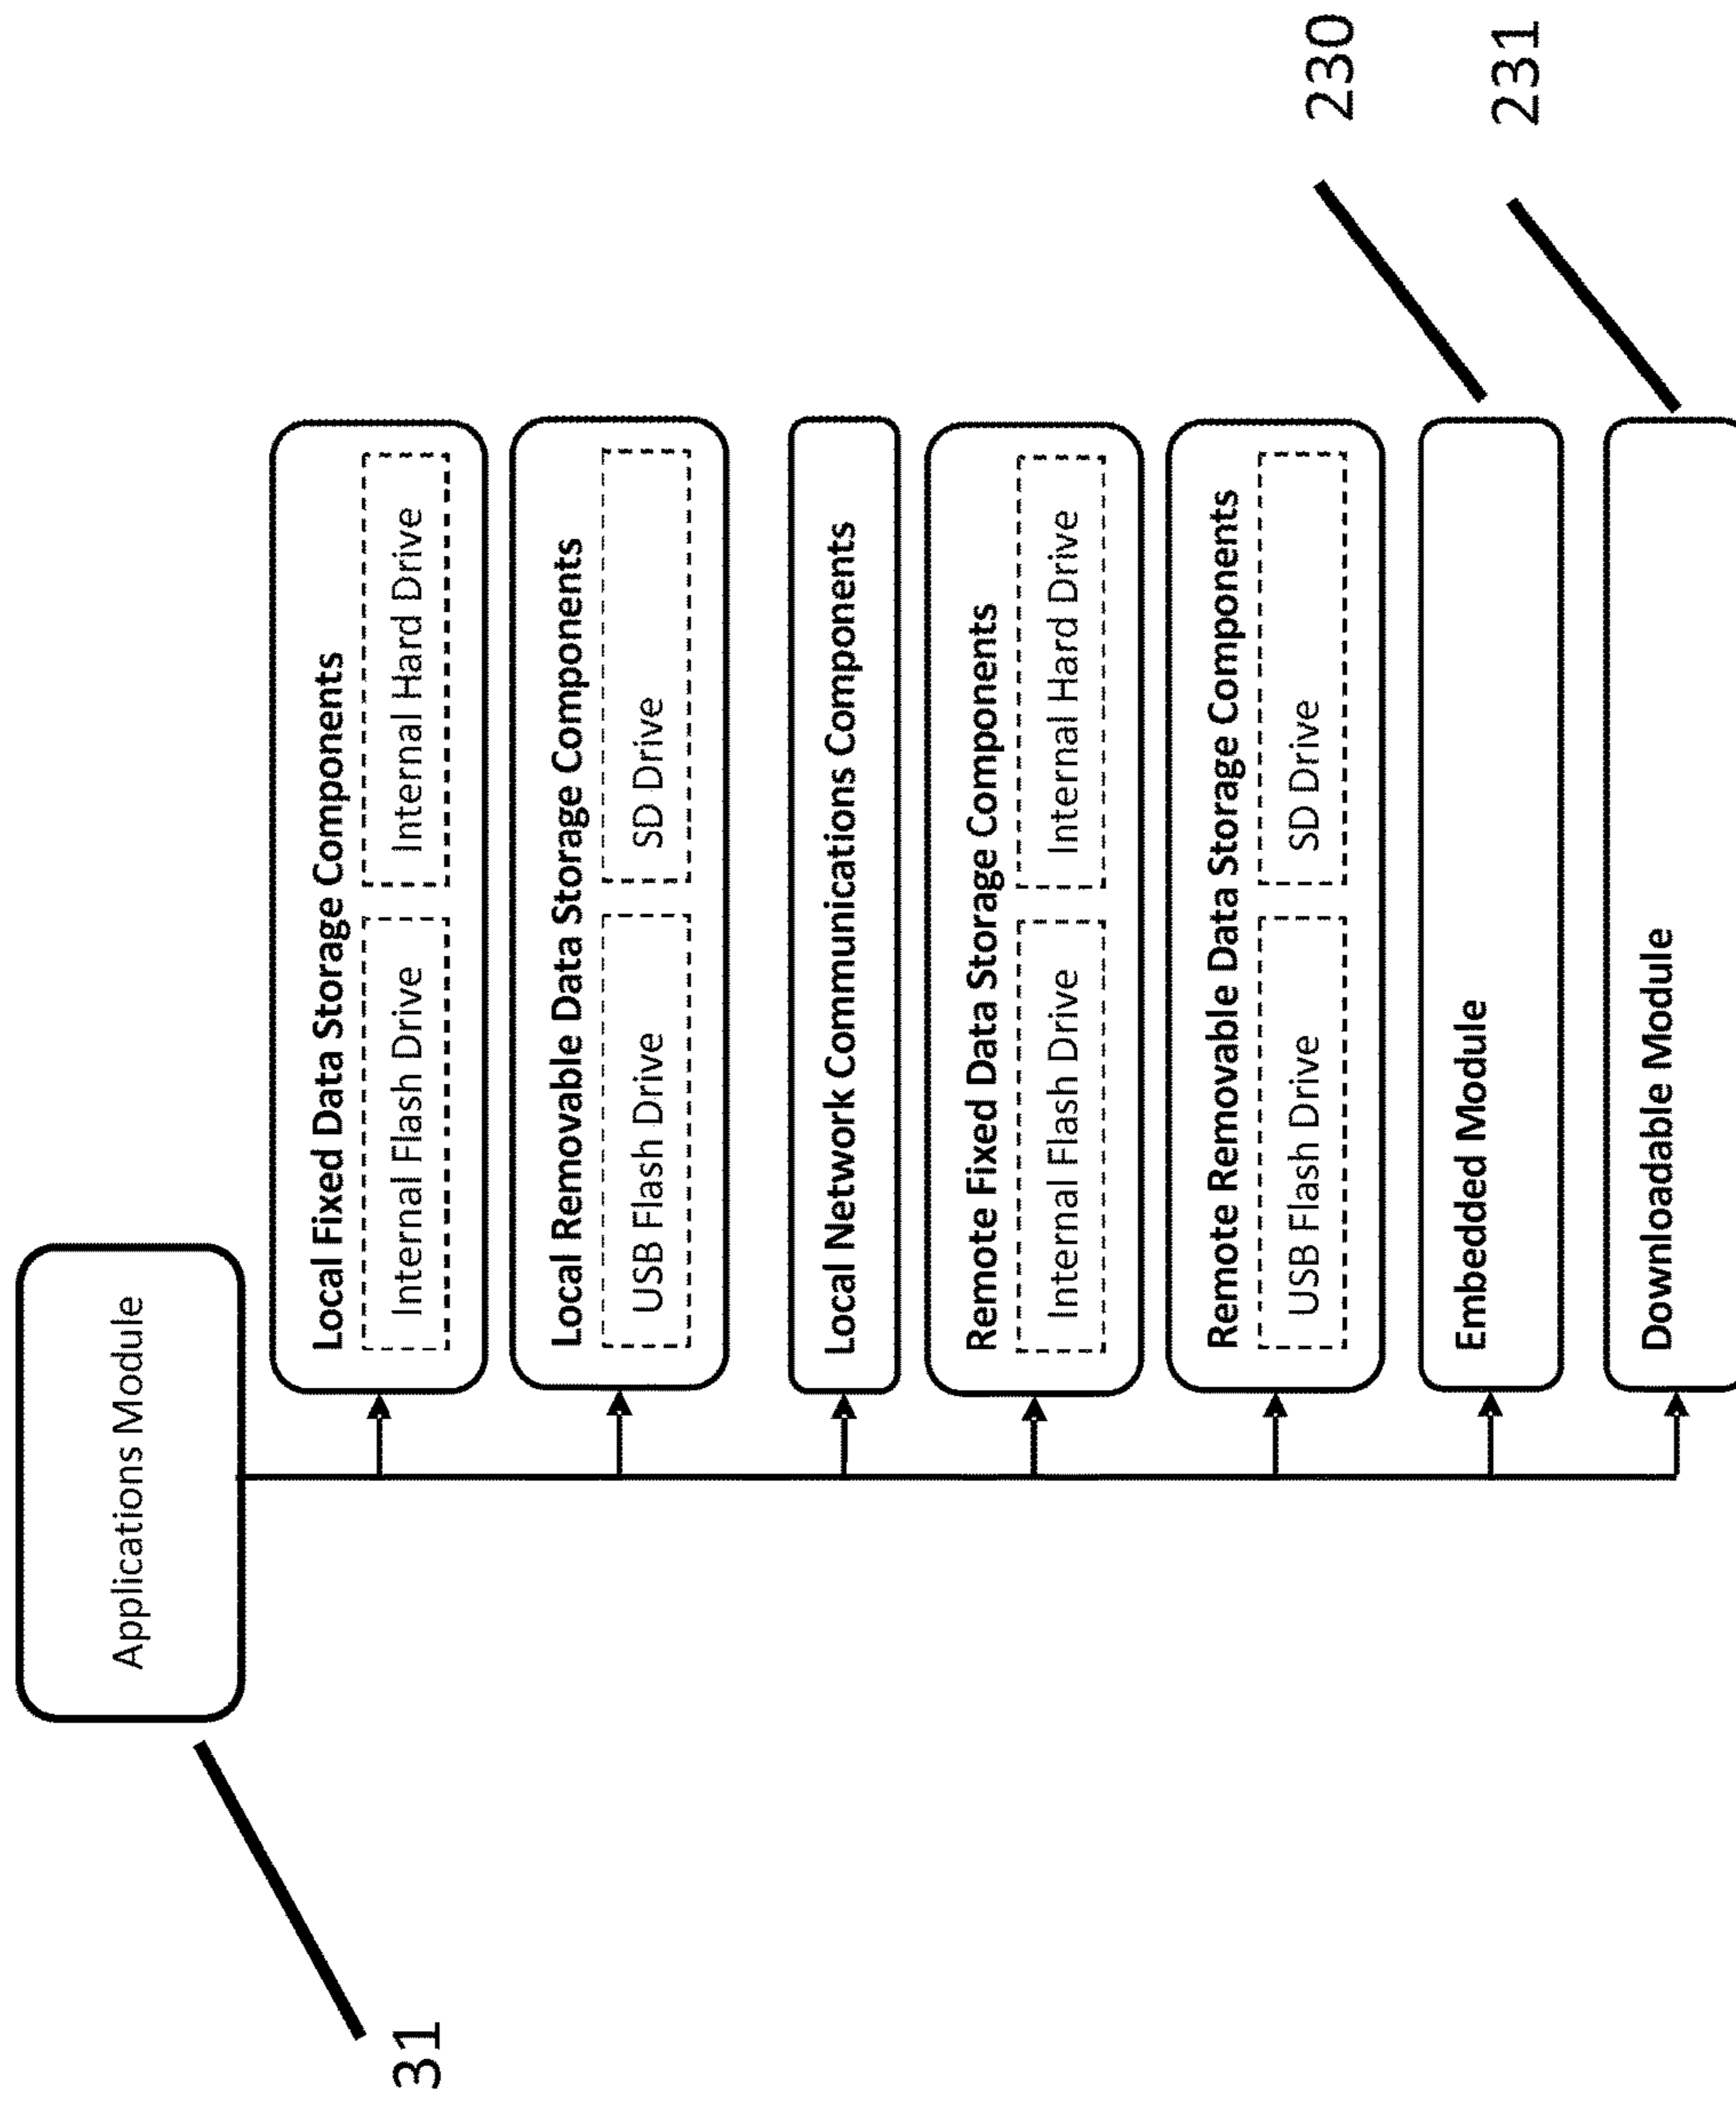 Applications Module
31
Local Fixed Data Storage Components
Internal Flash Drive
Internal Hard Drive
Local Removable Data Storage Components
USB Flash Drive
SD Drive
Local Network Communications Components
Remote Fixed Data Storage Components
Internal Flash Drive
Internal Hard Drive
Remote Removable Data Storage Components
USB Flash Drive
SD Drive
Embedded Module
230
Downloadable Module
231